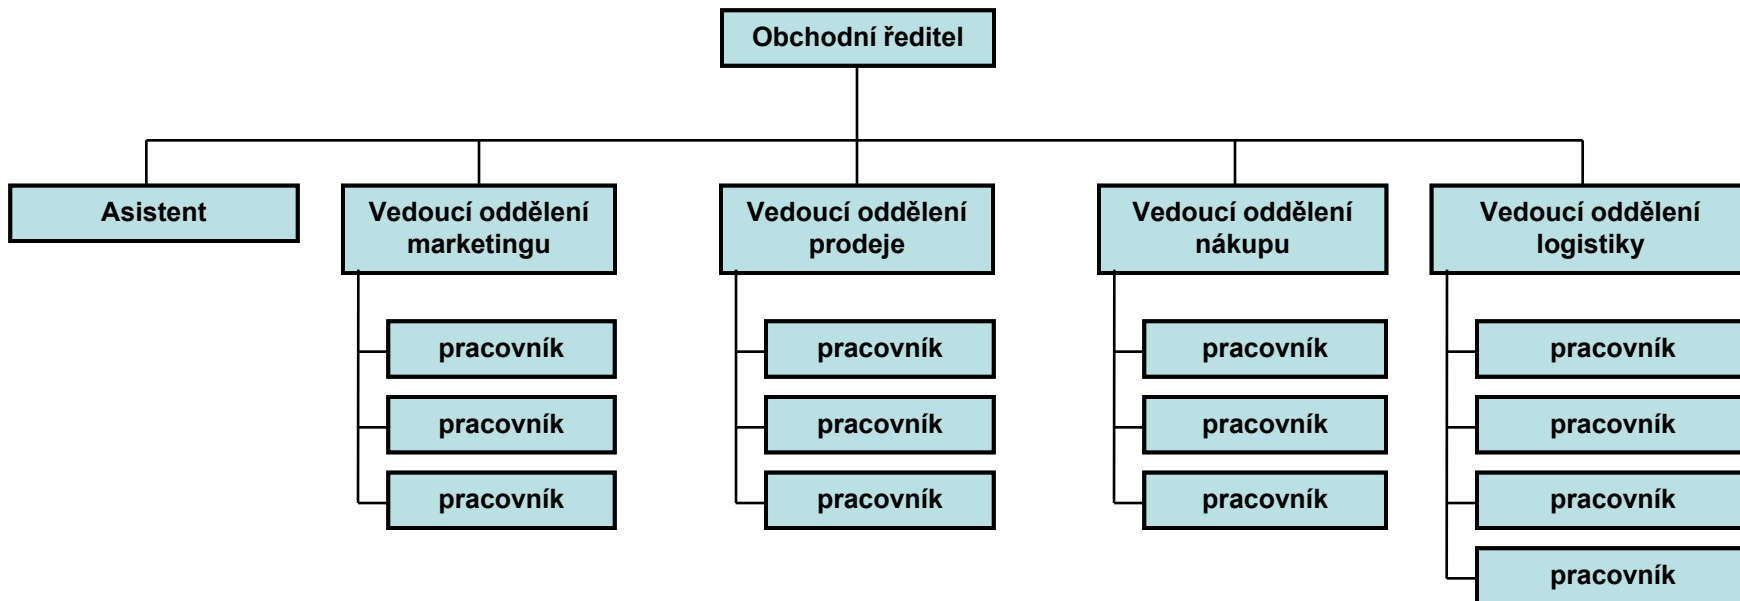 Obchodní ředitel
Asistent
Vedoucí oddělení
marketingu
Vedoucí oddělení
prodeje
Vedoucí oddělení
nákupu
Vedoucí oddělení
logistiky
pracovník
pracovník
pracovník
pracovník
pracovník
pracovník
pracovník
pracovník
pracovník
pracovník
pracovník
pracovník
pracovník